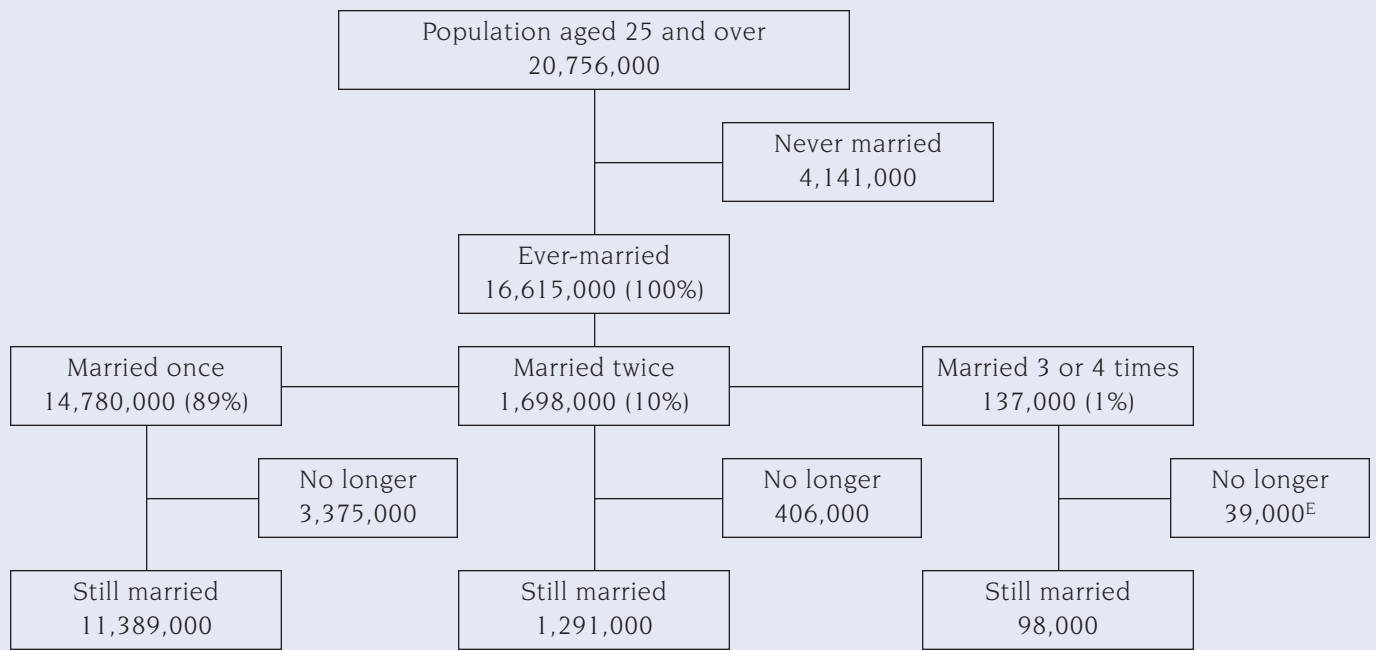 Population aged 25 and over
20,756,000
Never married
4,141,000
Ever-married
16,615,000 (100%)
Married once
14,780,000 (89%)
Married twice
1,698,000 (10%)
Married 3 or 4 times
137,000 (1%)
No longer
3,375,000
No longer
406,000
No longer
39,000ᴱ
Still married
11,389,000
Still married
1,291,000
Still married
98,000